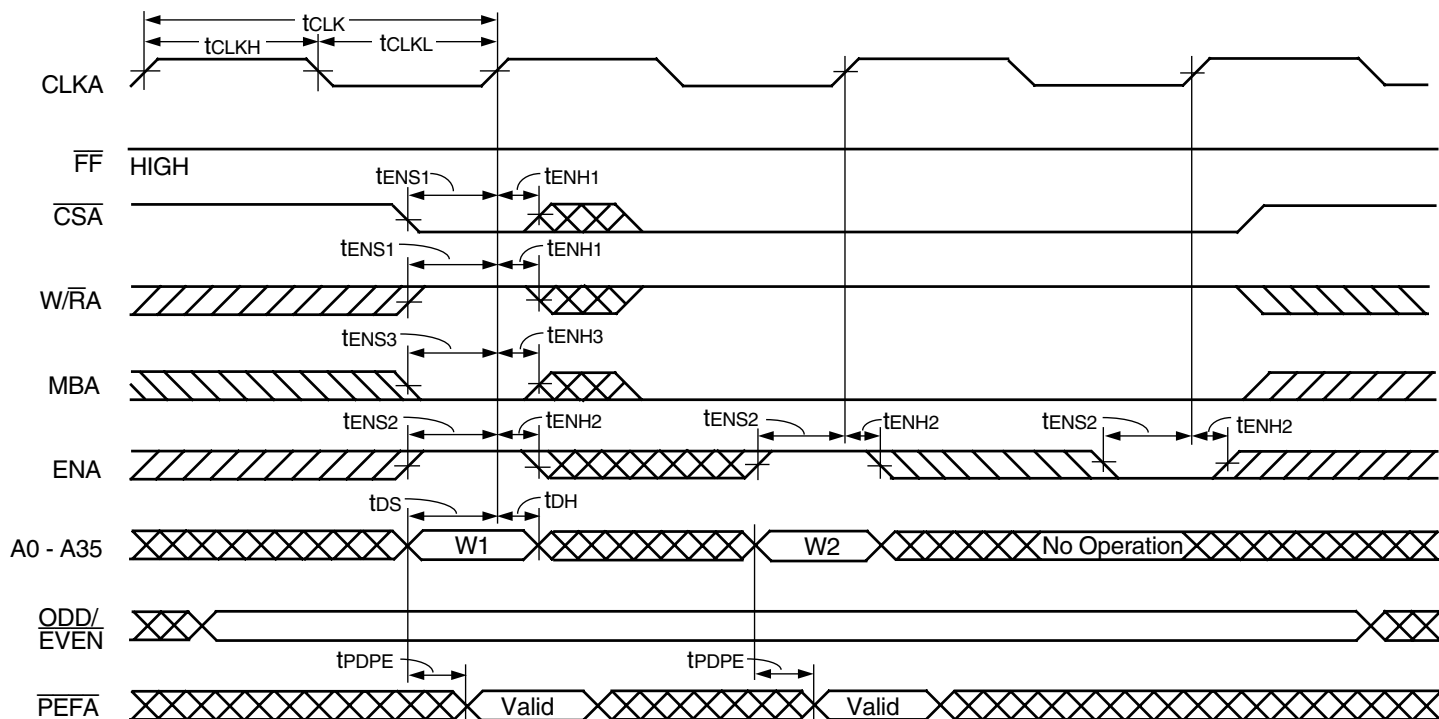 tCLK
tCLKH tCLKL
CLKA
FF HIGH
tENS1 tENH1
CSA
tENS1 tENH1
W/RA
tENS3 tENH3
MBA
tENS2 tENH2 tENS2 tENH2 tENS2 tENH2
ENA
tDS tDH
A0 - A35 W1 W2 No Operation
ODD/
EVEN
tPDPE tPDPE
PEFA Valid Valid